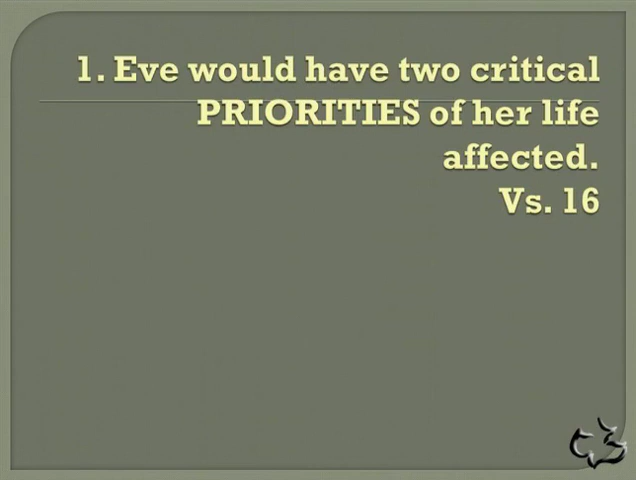 1. Eve would have two critical
PRIORITIES of her life
affected.
Vs. 16